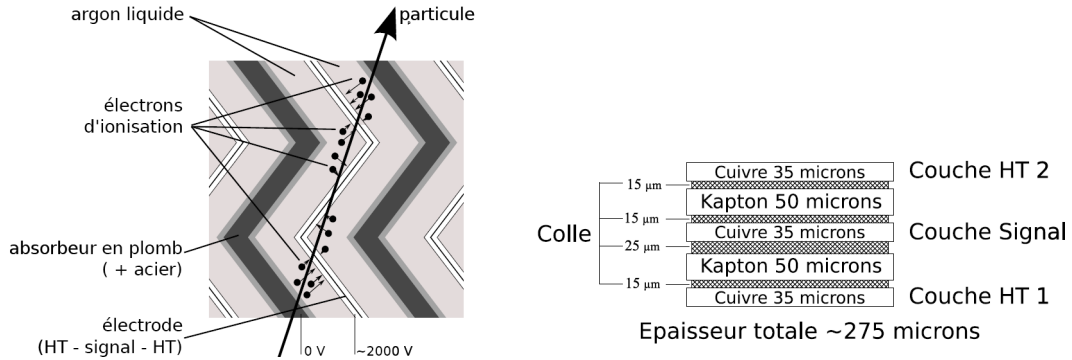 argon liquide
particule
électrons
d'ionisation
absorbeur en plomb
( + acier)
électrode
(HT - signal - HT)
0 V
~2000 V
Cuivre 35 microns
Couche HT 2
15 µm
Kapton 50 microns
15 µm
Colle
Cuivre 35 microns
Couche Signal
25 µm
Kapton 50 microns
15 µm
Cuivre 35 microns
Couche HT 1
Epaisseur totale ~275 microns